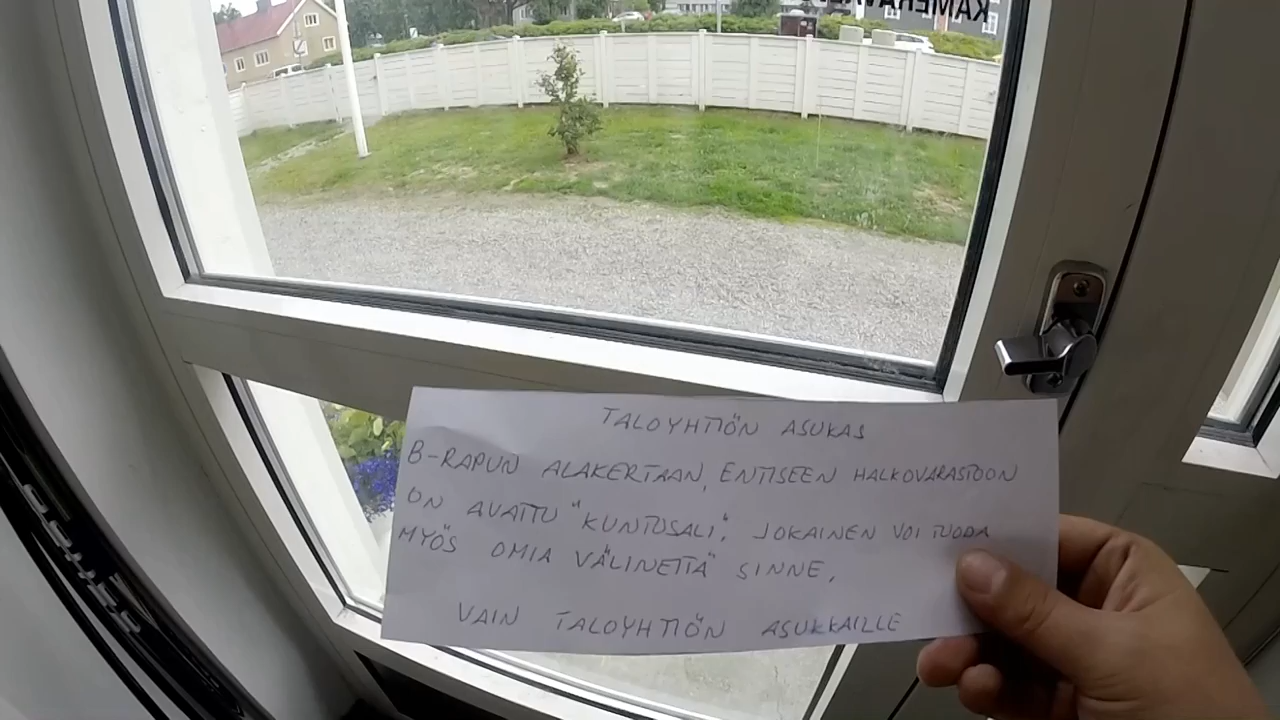 KAMERAVALVO
TALOYHTIÖN ASUKAS
B-RAPUN ALAKERTAAN, ENTISEEN HALKOVARASTOON
ON AVATTU "KUNTOSALI". JOKAINEN VOI TUODA
MYÖS OMIA VÄLINEITÄ SINNE.
VAIN TALOYHTIÖN ASUKKAILLE